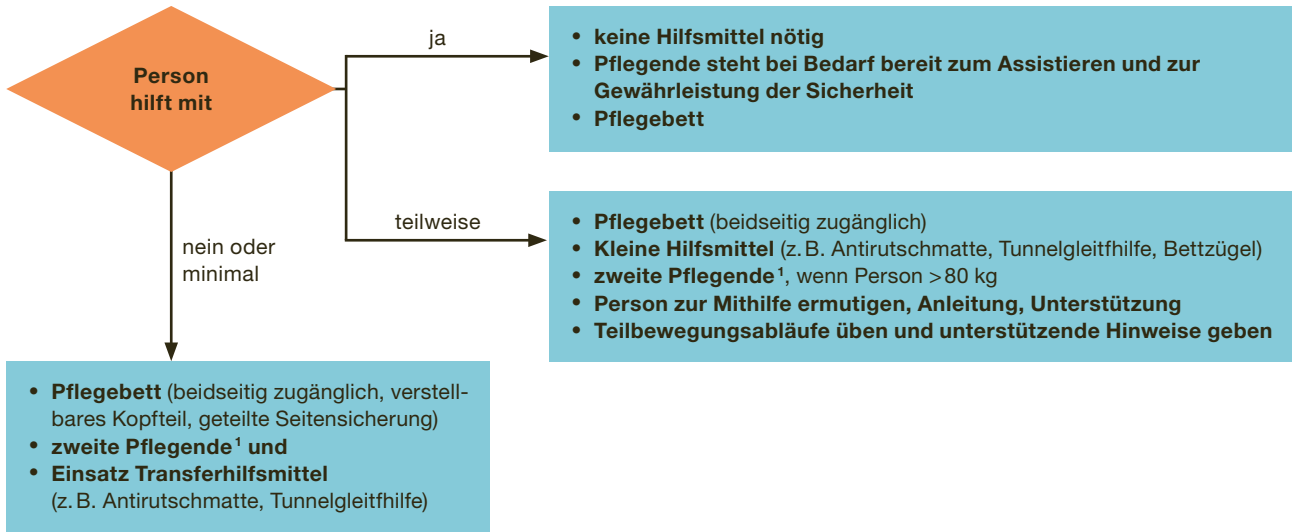 Person
hilft mit
ja
• keine Hilfsmittel nötig
• Pflegende steht bei Bedarf bereit zum Assistieren und zur
Gewährleistung der Sicherheit
• Pflegebett
teilweise
• Pflegebett (beidseitig zugänglich)
• Kleine Hilfsmittel (z. B. Antirutschmatte, Tunnelgleitfhilfe, Bettzügel)
• zweite Pflegende¹, wenn Person >80 kg
• Person zur Mithilfe ermutigen, Anleitung, Unterstützung
• Teilbewegungsabläufe üben und unterstützende Hinweise geben
nein oder
minimal
• Pflegebett (beidseitig zugänglich, verstell-
bares Kopfteil, geteilte Seitensicherung)
• zweite Pflegende¹ und
• Einsatz Transferhilfsmittel
(z. B. Antirutschmatte, Tunnelgleitfhilfe)